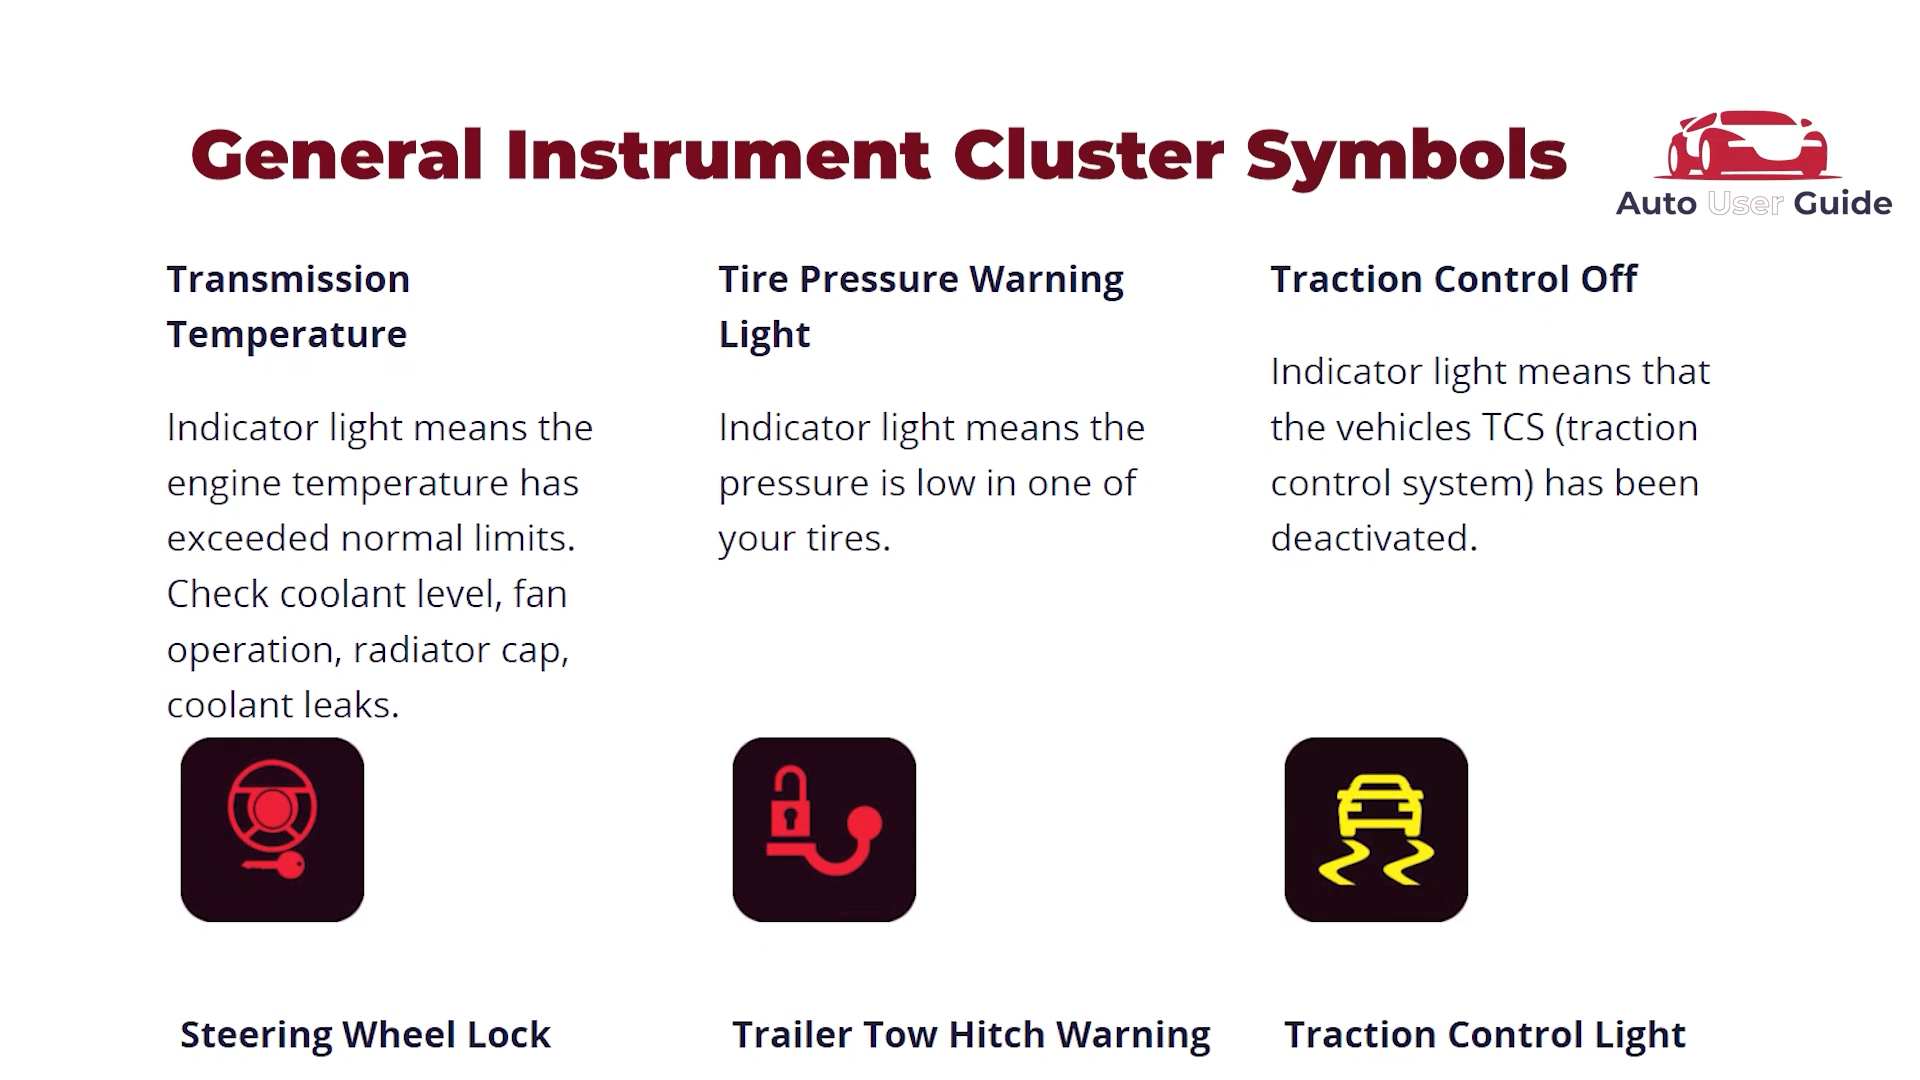 General Instrument Cluster Symbols
Auto User Guide
Transmission
Temperature
Indicator light means the
engine temperature has
exceeded normal limits.
Check coolant level, fan
operation, radiator cap,
coolant leaks.
Tire Pressure Warning
Light
Indicator light means the
pressure is low in one of
your tires.
Traction Control Off
Indicator light means that
the vehicles TCS (traction
control system) has been
deactivated.
Steering Wheel Lock
Trailer Tow Hitch Warning
Traction Control Light